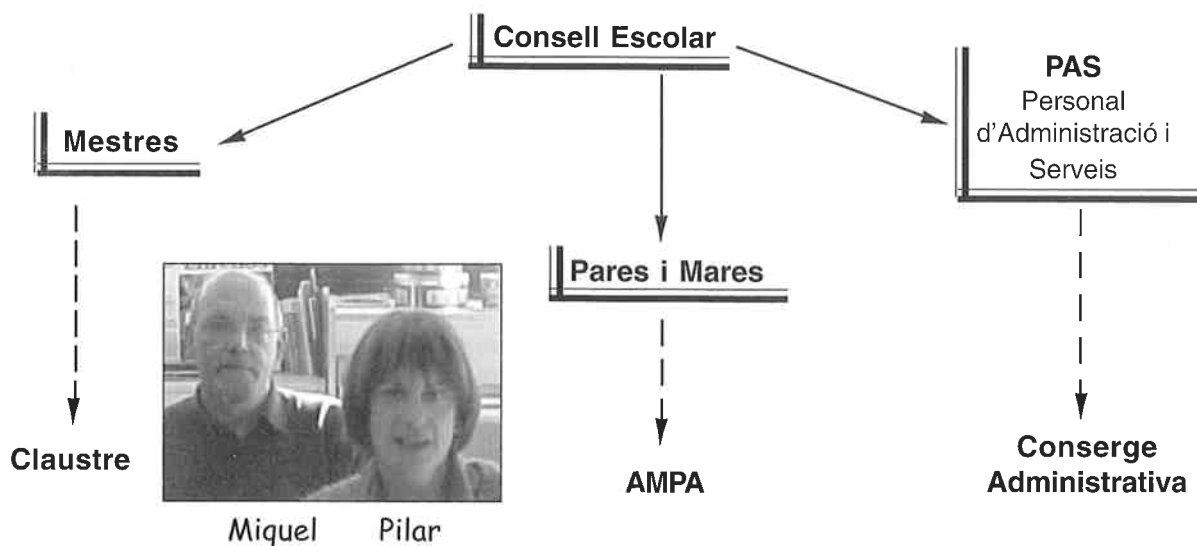 Consell Escolar
PAS
Personal
d'Administració i
Serveis
Mestres
Pares i Mares
Claustre
AMPA
Conserge
Administrativa
Miquel Pilar